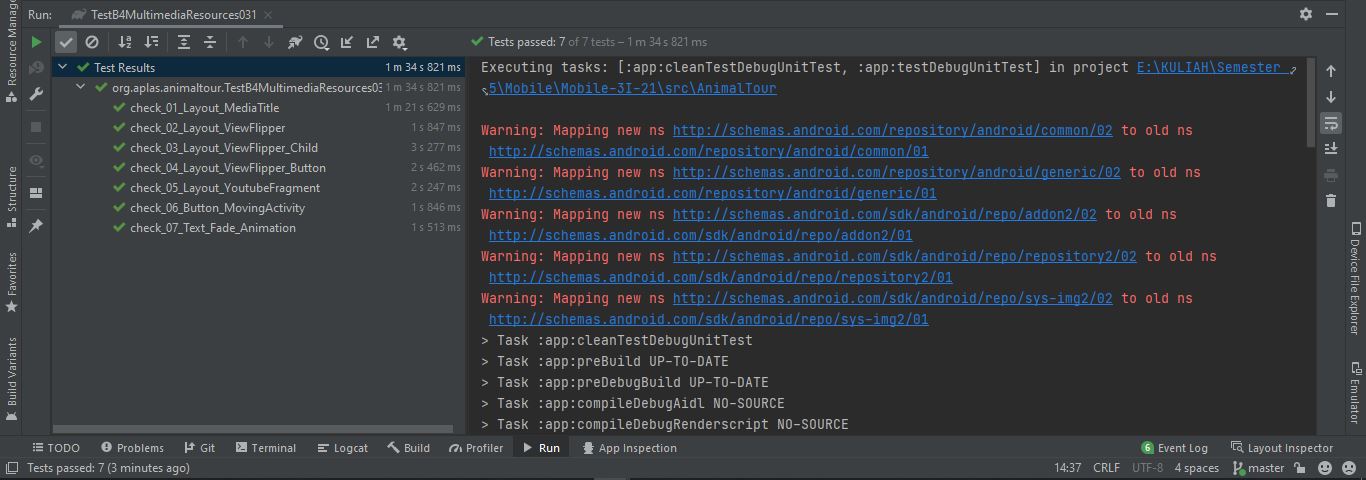 Run: TestB4MultimediaResources031
Tests passed: 7 of 7 tests – 1 m 34 s 821 ms
Test Results 1 m 34 s 821 ms
org.aplas.animaltour.TestB4MultimediaResources03 1 m 34 s 821 ms
check_01_Layout_MediaTitle 1 m 21 s 629 ms
check_02_Layout_ViewFlipper 1 s 847 ms
check_03_Layout_ViewFlipper_Child 3 s 277 ms
check_04_Layout_ViewFlipper_Button 2 s 462 ms
check_05_Layout_YoutubeFragment 2 s 247 ms
check_06_Button_MovingActivity 1 s 846 ms
check_07_Text_Fade_Animation 1 s 513 ms
Executing tasks: [:app:cleanTestDebugUnitTest, :app:testDebugUnitTest] in project E:\KULIAH\Semester
5\Mobile\Mobile-3I-21\src\AnimalTour
Warning: Mapping new ns http://schemas.android.com/repository/android/common/02 to old ns
http://schemas.android.com/repository/android/common/01
Warning: Mapping new ns http://schemas.android.com/repository/android/generic/02 to old ns
http://schemas.android.com/repository/android/generic/01
Warning: Mapping new ns http://schemas.android.com/sdk/android/repo/addon2/02 to old ns
http://schemas.android.com/sdk/android/repo/addon2/01
Warning: Mapping new ns http://schemas.android.com/sdk/android/repo/repository2/02 to old ns
http://schemas.android.com/sdk/android/repo/repository2/01
Warning: Mapping new ns http://schemas.android.com/sdk/android/repo/sys-img2/02 to old ns
http://schemas.android.com/sdk/android/repo/sys-img2/01
> Task :app:cleanTestDebugUnitTest
> Task :app:preBuild UP-TO-DATE
> Task :app:preDebugBuild UP-TO-DATE
> Task :app:compileDebugAidl NO-SOURCE
> Task :app:compileDebugRenderscript NO-SOURCE
Resource Manag
Structure
Favorites
Build Variants
Device File Explorer
Emulator
TODO Problems Git Terminal Logcat Build Profiler Run App Inspection 6 Event Log Layout Inspector
Tests passed: 7 (3 minutes ago) 14:37 CRLF UTF-8 4 spaces master